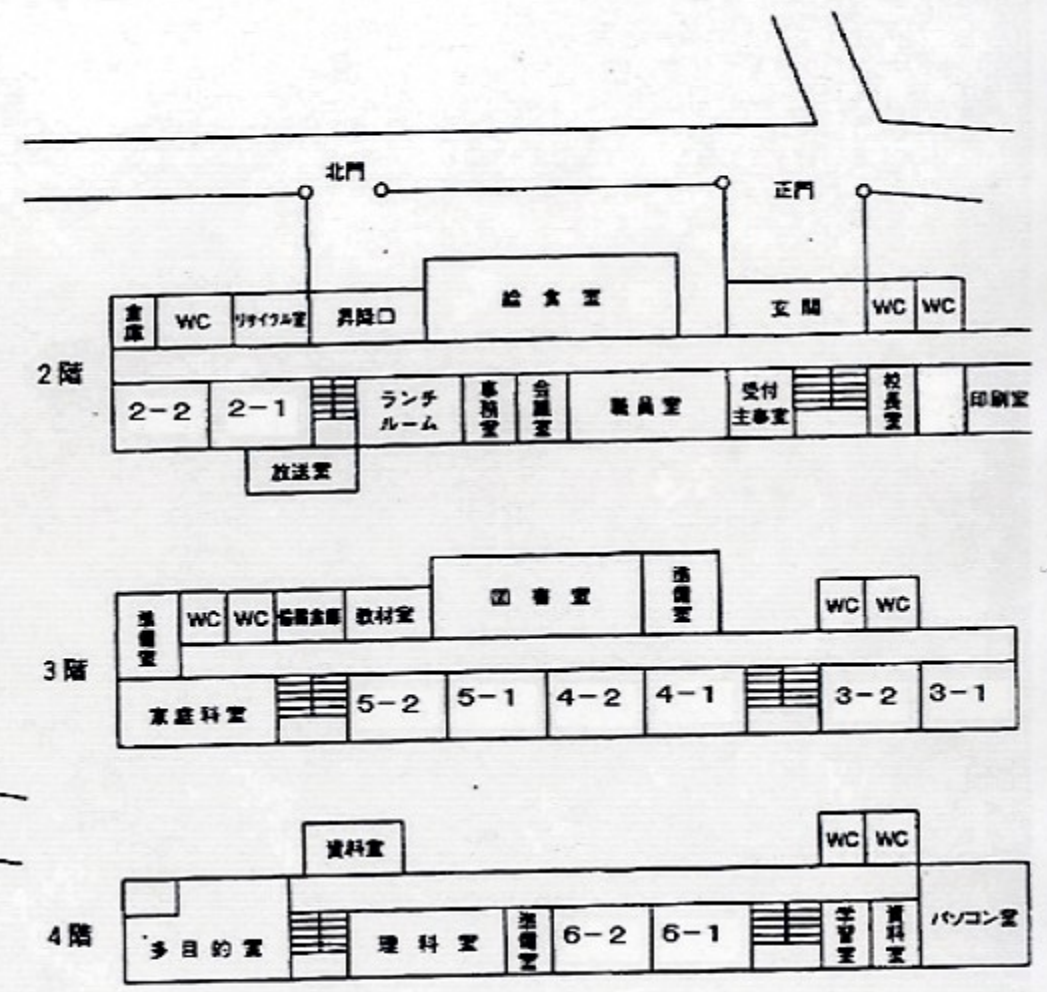 北門
正門
倉庫
WC
リサイクル室
昇降口
給食室
玄関
WC
WC
2階
2-2
2-1
ランチ
ルーム
事務室
会議室
職員室
受付
主事室
校長室
印刷室
放送室
準備室
WC
WC
教材室
図書室
準備室
WC
WC
3階
家庭科室
5-2
5-1
4-2
4-1
3-2
3-1
資料室
WC
WC
4階
多目的室
理科室
準備室
6-2
6-1
学習室
資料室
パソコン室